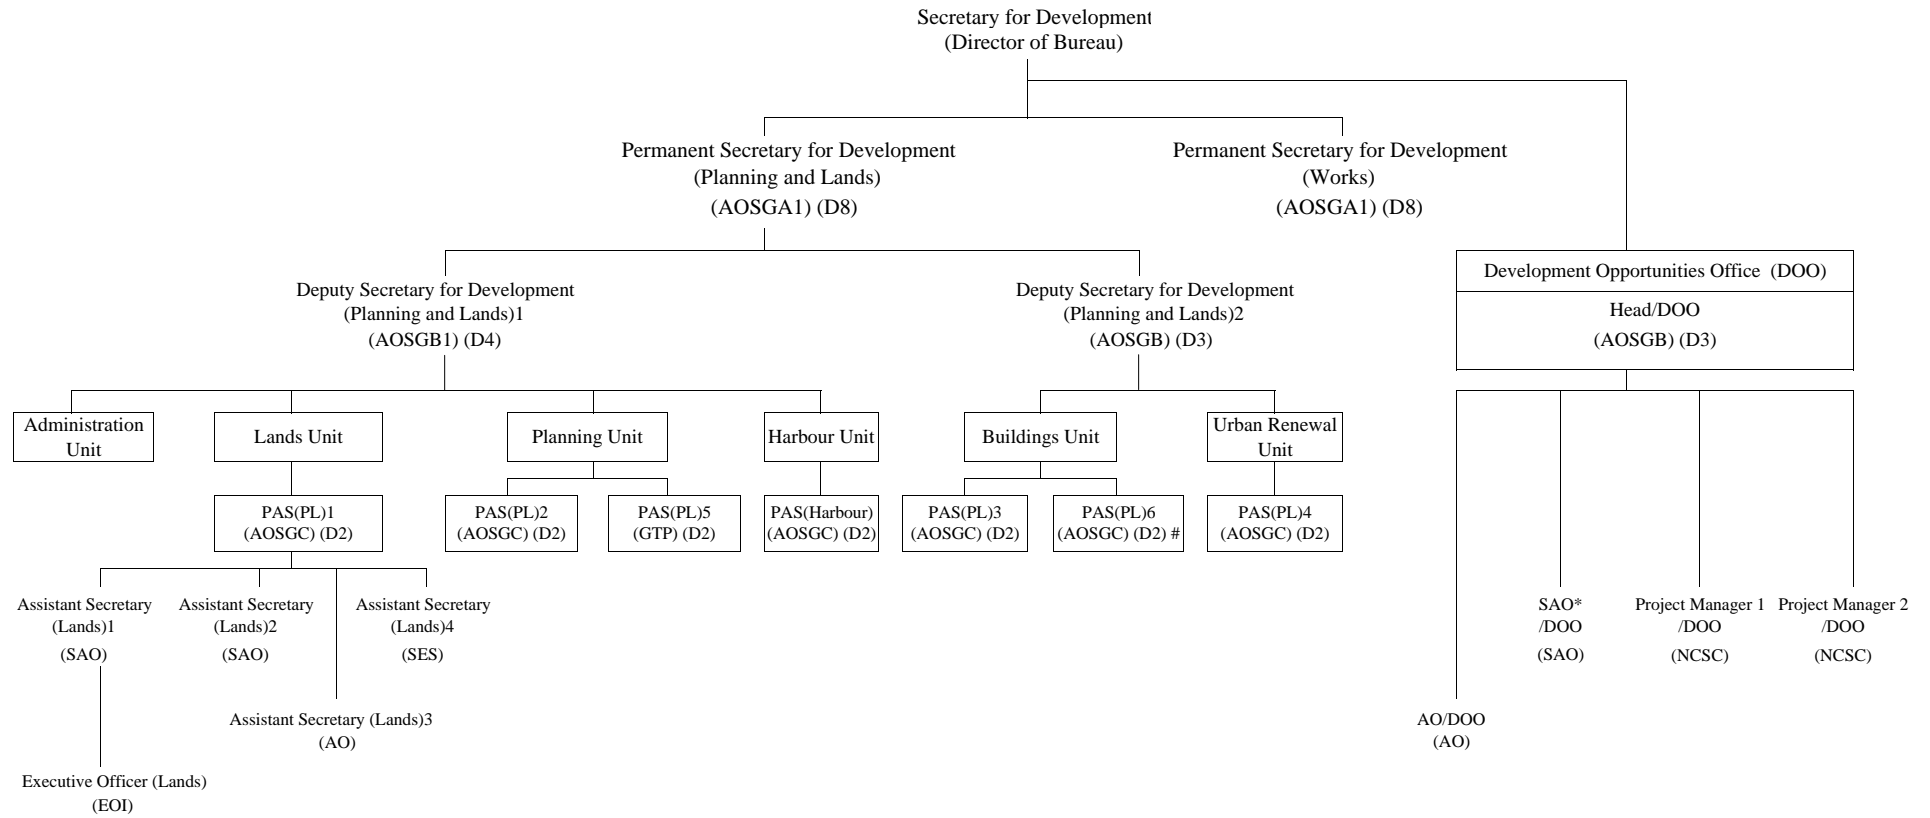 Secretary for Development
(Director of Bureau)
Permanent Secretary for Development
(Planning and Lands)
(AOSGA1) (D8)
Permanent Secretary for Development
(Works)
(AOSGA1) (D8)
Deputy Secretary for Development
(Planning and Lands)1
(AOSGB1) (D4)
Deputy Secretary for Development
(Planning and Lands)2
(AOSGB) (D3)
Development Opportunities Office (DOO)
Head/DOO
(AOSGB) (D3)
Administration
Unit
Lands Unit
Planning Unit
Harbour Unit
Buildings Unit
Urban Renewal
Unit
PAS(PL)1
(AOSGC) (D2)
PAS(PL)2
(AOSGC) (D2)
PAS(PL)5
(GTP) (D2)
PAS(Harbour)
(AOSGC) (D2)
PAS(PL)3
(AOSGC) (D2)
PAS(PL)6
(AOSGC) (D2) #
PAS(PL)4
(AOSGC) (D2)
Assistant Secretary
(Lands)1
(SAO)
Assistant Secretary
(Lands)2
(SAO)
Assistant Secretary
(Lands)4
(SES)
SAO*
/DOO
(SAO)
Project Manager 1
/DOO
(NCSC)
Project Manager 2
/DOO
(NCSC)
Assistant Secretary (Lands)3
(AO)
AO/DOO
(AO)
Executive Officer (Lands)
(EOI)